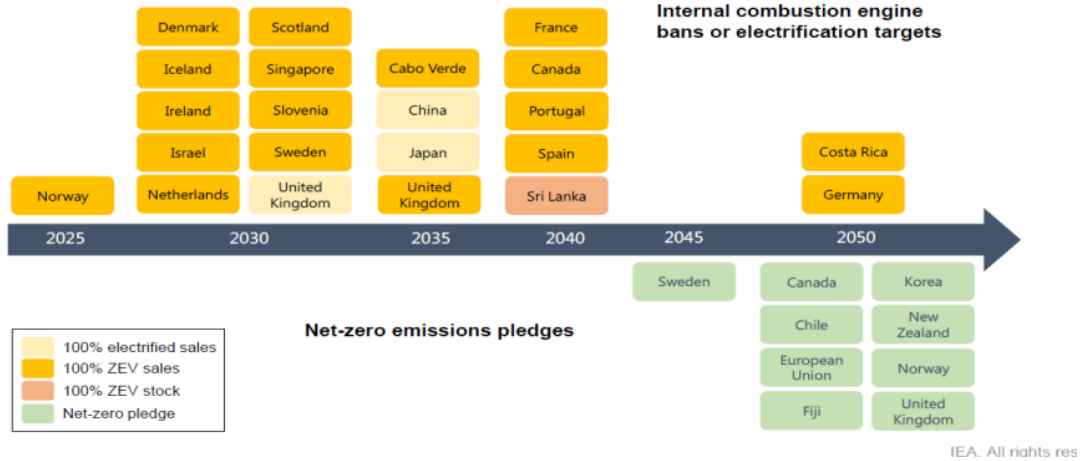 Internal combustion engine
bans or electrification targets
Denmark
Scotland
France
Iceland
Singapore
Cabo Verde
Canada
Ireland
Slovenia
China
Portugal
Israel
Sweden
Japan
Spain
Costa Rica
Norway
Netherlands
United
Kingdom
United
Kingdom
Sri Lanka
Germany
2025
2030
2035
2040
2045
2050
Sweden
Canada
Korea
Net-zero emissions pledges
Chile
New
Zealand
European
Union
Norway
Fiji
United
Kingdom
100% electrified sales
100% ZEV sales
100% ZEV stock
Net-zero pledge
IEA. All rights res